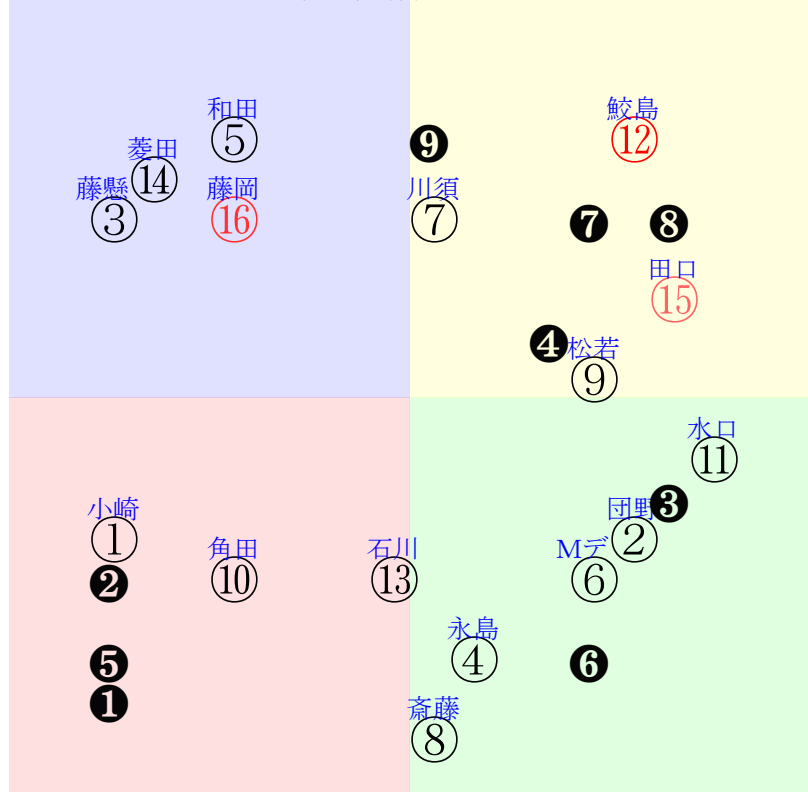 和田
⑤
❾
鮫島
⑫
菱田
⑭
藤懸
③
藤岡
⑯
川須
⑦
❼
❽
田口
⑮
❹
松若
⑨
水口
⑪
小崎
①
団野
②
❸
❷
角田
⑩
石川
⑬
Mデ
⑥
永島
④
❺
❻
❶
斎藤
⑧